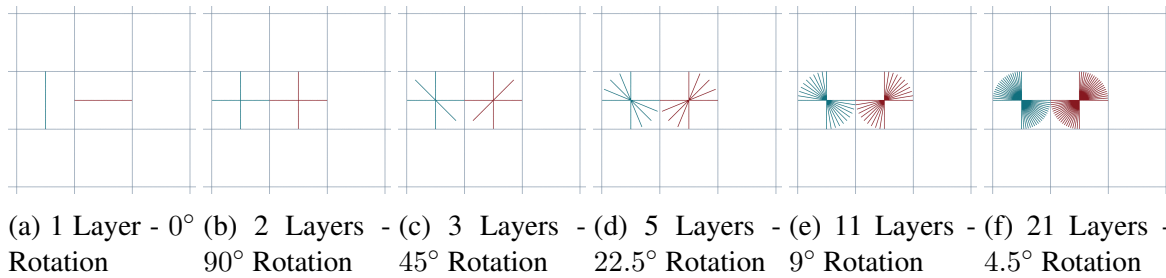 (a) 1 Layer - 0° Rotation
(b) 2 Layers - 90° Rotation
(c) 3 Layers - 45° Rotation
(d) 5 Layers - 22.5° Rotation
(e) 11 Layers - 9° Rotation
(f) 21 Layers - 4.5° Rotation